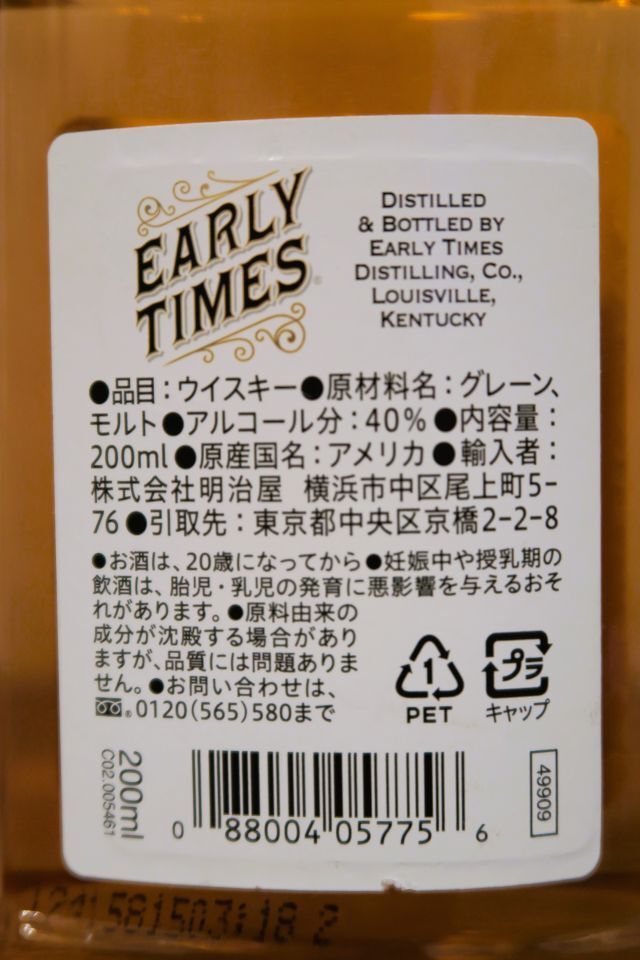 EARLY
TIMES
DISTILLED
& BOTTLED BY
EARLY TIMES
DISTILLING, CO.,
LOUISVILLE,
KENTUCKY
●品目：ウイスキー●原材料名：グレーン、
モルト●アルコール分：40％●内容量：
200ml●原産国名：アメリカ●輸入者：
株式会社明治屋 横浜市中区尾上町5-
76●引取先：東京都中央区京橋2-2-8
●お酒は、20歳になってから●妊娠中や授乳期の
飲酒は、胎児・乳児の発育に悪影響を与えるおそ
れがあります。●原料由来の
成分が沈殿する場合があり
ますが、品質には問題ありま
せん。●お問い合わせは、
0120(565)580まで
1
PET
プラ
キャップ
200ml
C02.005461
0 88004 05775 6
49909